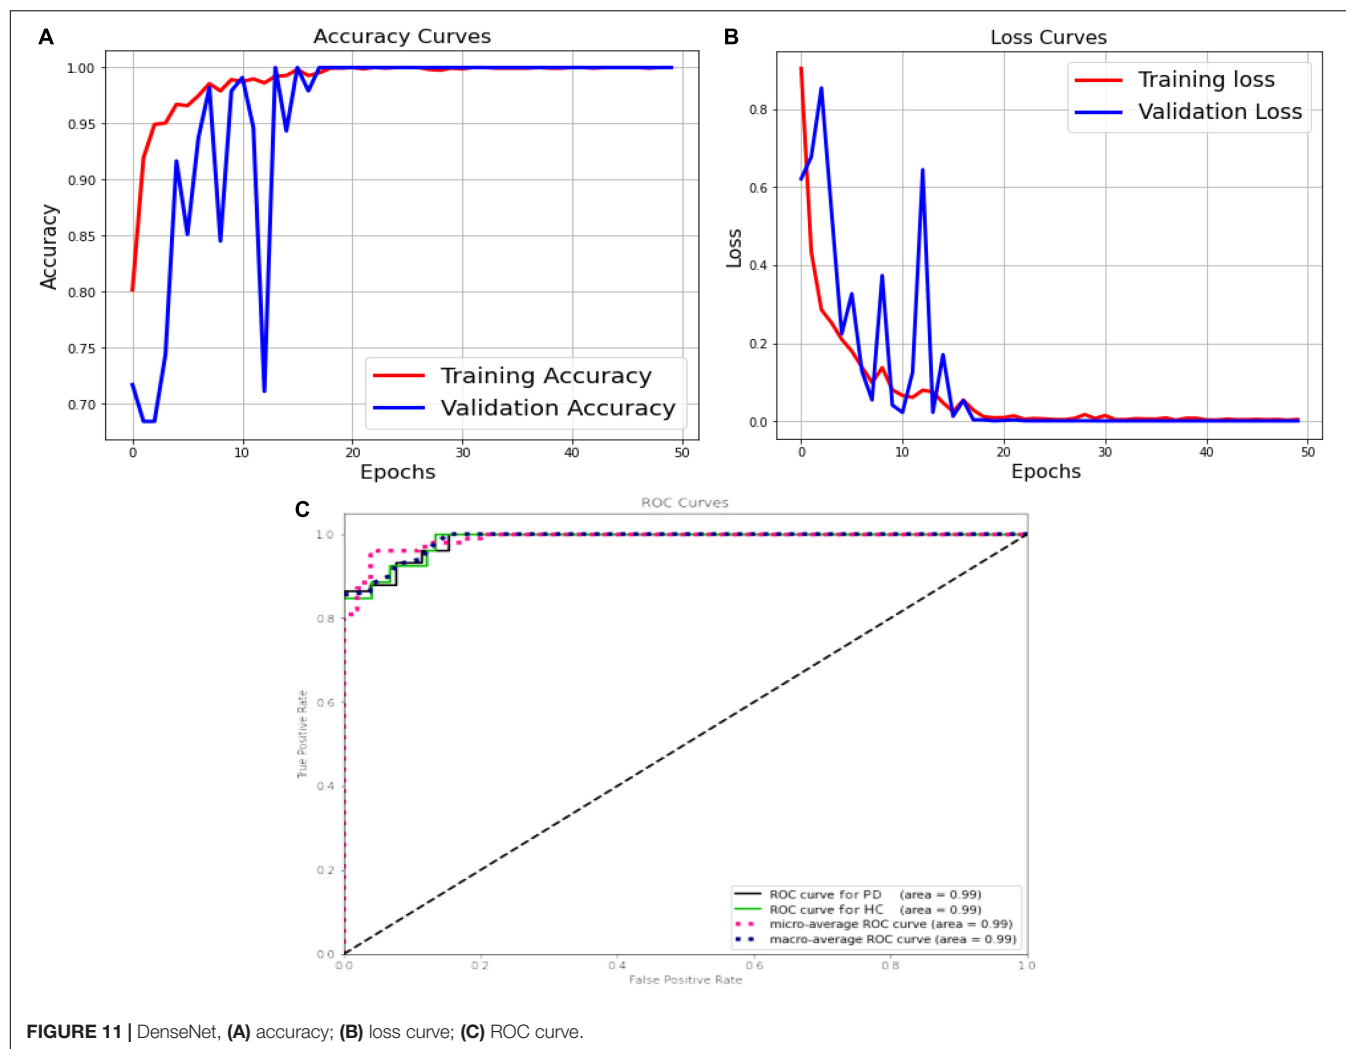 A
Accuracy Curves
1.00
0.95
0.90
0.85
0.80
0.75
0.70
Accuracy
Training Accuracy
Validation Accuracy
0
10
20
30
40
50
Epochs
B
Loss Curves
0.8
0.6
0.4
0.2
0.0
Loss
Training loss
Validation Loss
0
10
20
30
40
50
Epochs
C
ROC Curves
1.0
0.8
0.6
0.4
0.2
0.0
True Positive Rate
ROC curve for PD (area = 0.99)
ROC curve for HC (area = 0.99)
micro-average ROC curve (area = 0.99)
macro-average ROC curve (area = 0.99)
0.0
0.2
0.4
0.6
0.8
1.0
False Positive Rate
FIGURE 11 | DenseNet, (A) accuracy; (B) loss curve; (C) ROC curve.